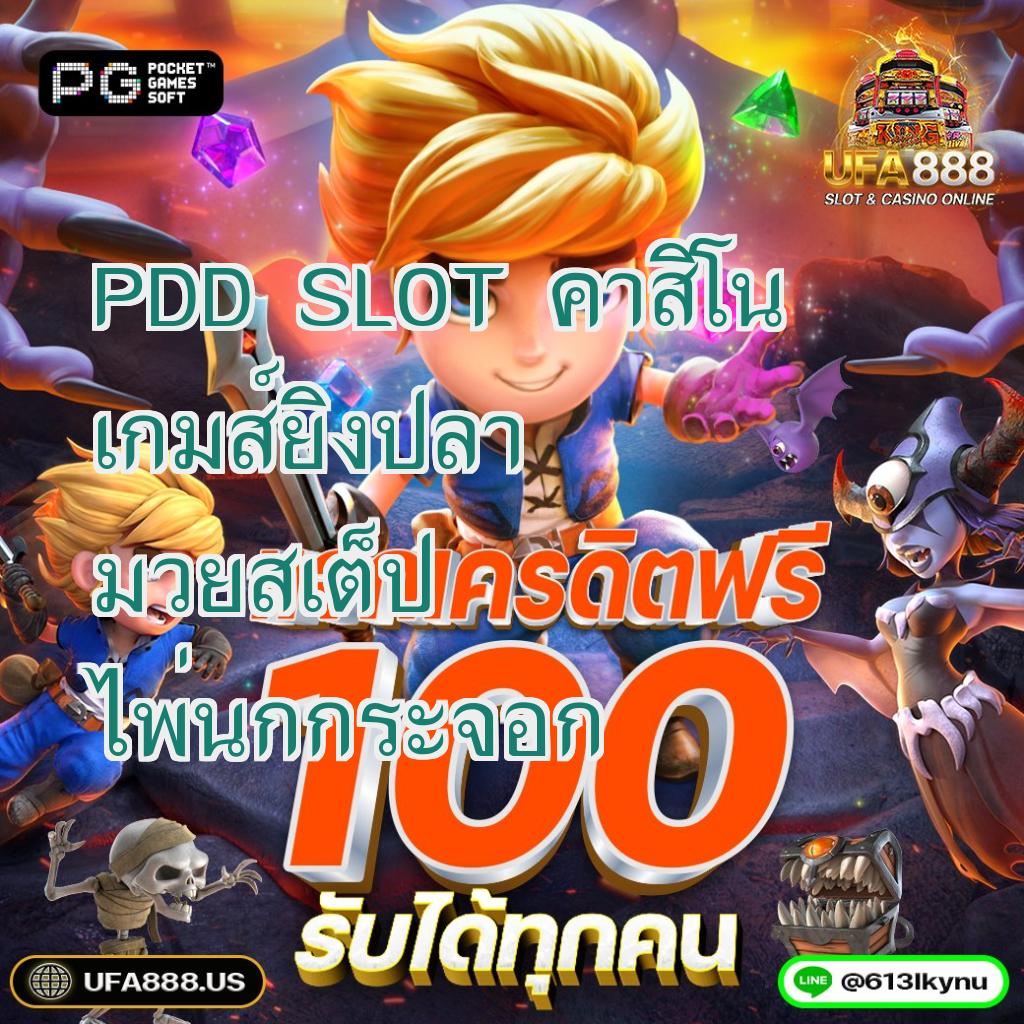 PG POCKET GAMES SOFT™
UFA888
SLOT & CASINO ONLINE
PDD SLOT คาสิโน
เกมส์ยิงปลา
มวยสเต็ป
เครดิตฟรี
ไพ่นกกระจอก
100
รับได้ทุกคน
UFA888.US
LINE @613lkynu